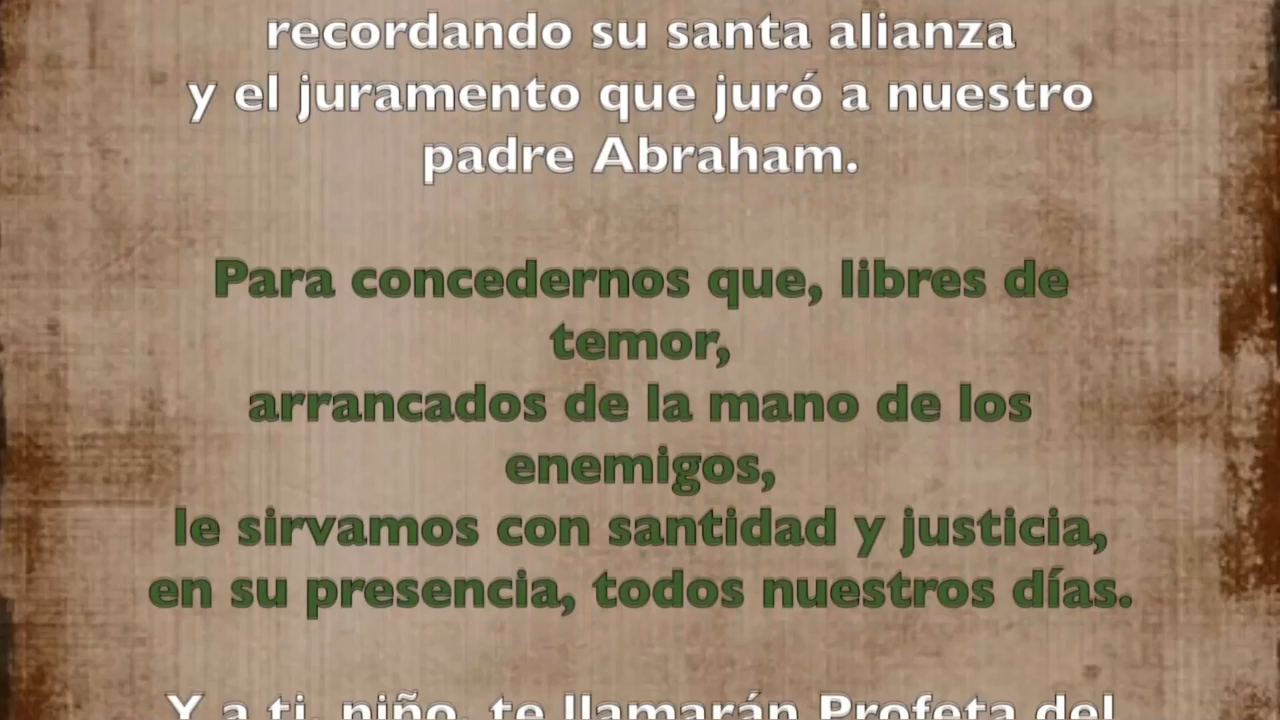 recordando su santa alianza
y el juramento que juró a nuestro
padre Abraham.
Para concedernos que, libres de
temor,
arrancados de la mano de los
enemigos,
le sirvamos con santidad y justicia,
en su presencia, todos nuestros días.
Y a ti, niño, te llamarán Profeta del